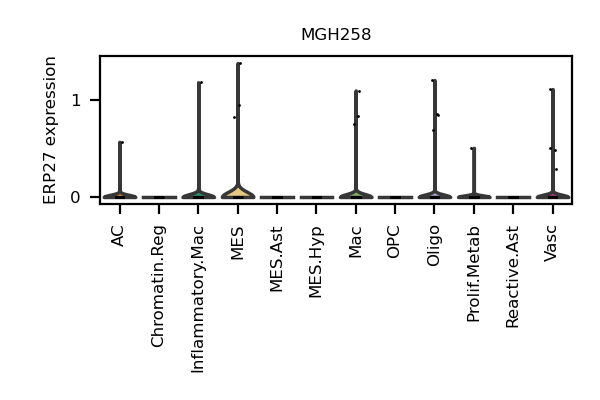 MGH258
ERP27 expression
1
0
AC
Chromatin.Reg
Inflammatory.Mac
MES
MES.Ast
MES.Hyp
Mac
OPC
Oligo
Prolif.Metab
Reactive.Ast
Vasc